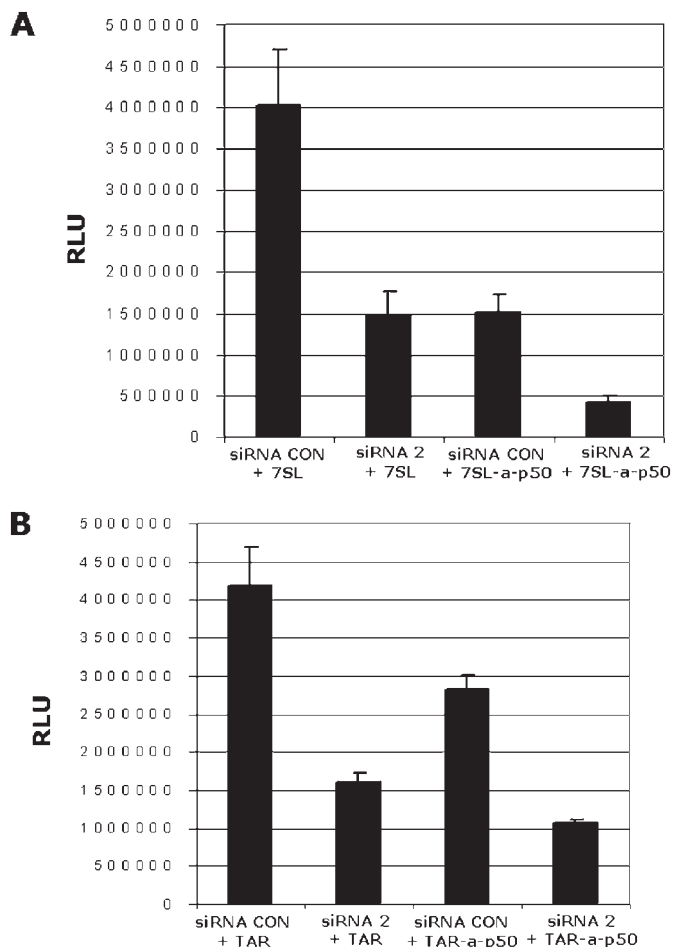 A
5000000
4500000
4000000
3500000
3000000
2500000
2000000
1500000
1000000
500000
0
RLU
siRNA CON + 7SL
siRNA 2 + 7SL
siRNA CON + 7SL-a-p50
siRNA 2 + 7SL-a-p50
B
5000000
4500000
4000000
3500000
3000000
2500000
2000000
1500000
1000000
500000
0
RLU
siRNA CON + TAR
siRNA 2 + TAR
siRNA CON + TAR-a-p50
siRNA 2 + TAR-a-p50